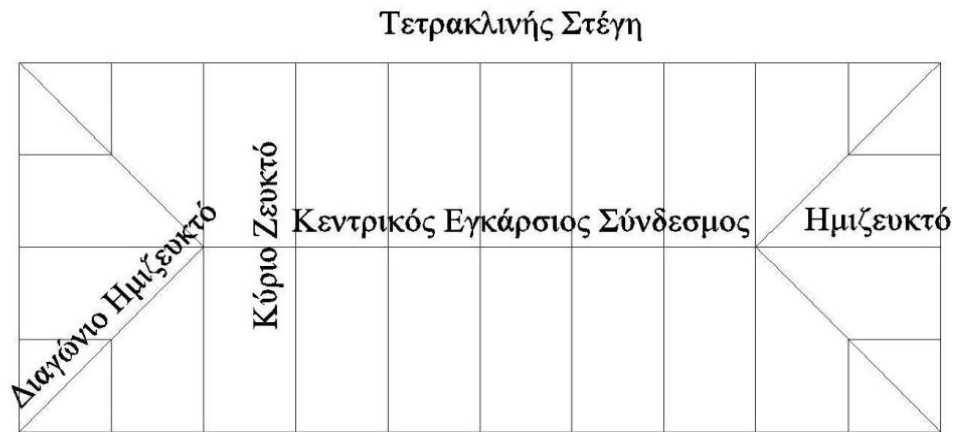 Τετρακλινής Στέγη
Διαγώνιο Ημιζευκτό
Κύριο Ζευκτό
Κεντρικός Εγκάρσιος Σύνδεσμος
Ημιζευκτό